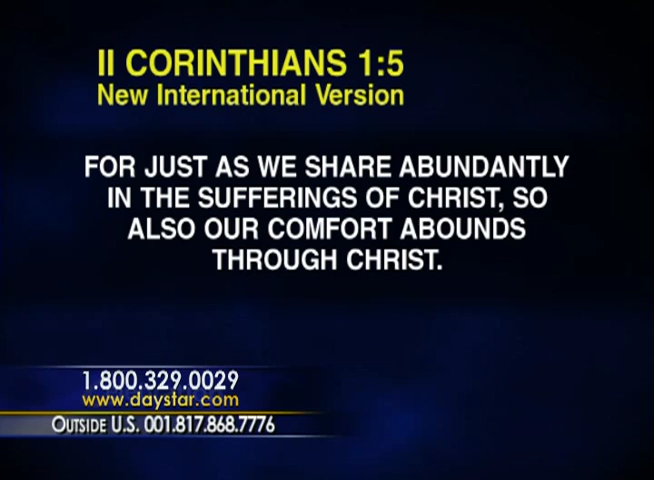 II CORINTHIANS 1:5
New International Version
FOR JUST AS WE SHARE ABUNDANTLY
IN THE SUFFERINGS OF CHRIST, SO
ALSO OUR COMFORT ABOUNDS
THROUGH CHRIST.
1.800.329.0029
www.daystar.com
OUTSIDE U.S. 001.817.868.7776